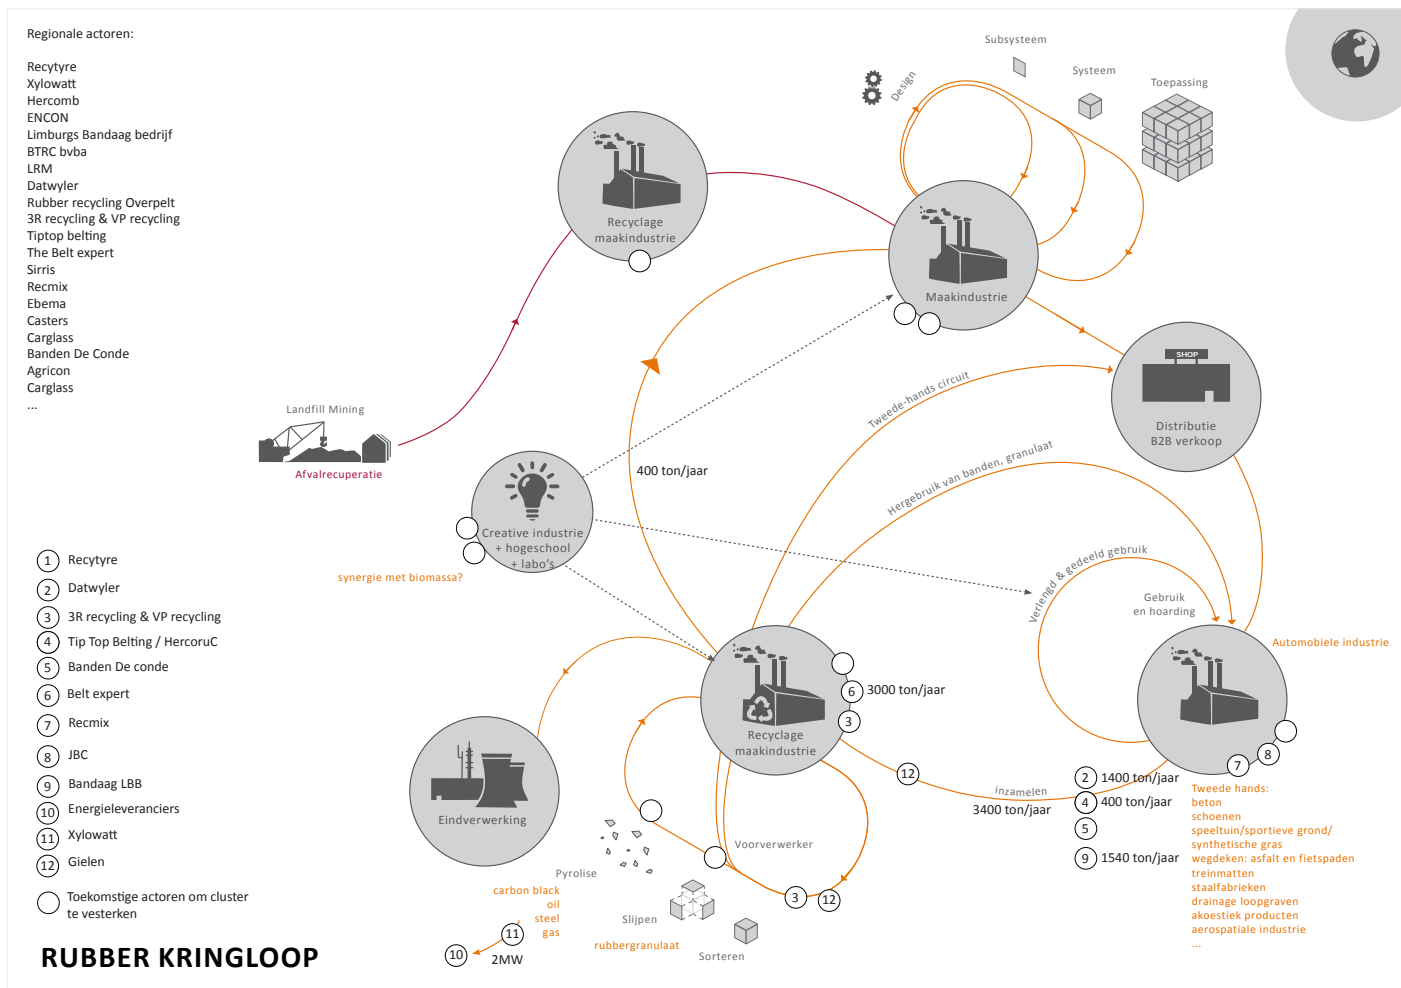 Regionale actoren:
Recytyre
Xylowatt
Hercomb
ENCON
Limburgs Bandaag bedrijf
BTRC bvba
LRM
Datwyler
Rubber recycling Overpelt
3R recycling & VP recycling
Tiptop belting
The Belt expert
Sirris
Recmix
Ebema
Casters
Carglass
Banden De Conde
Agricon
Carglass
...
Subsysteem
Systeem
Toepassing
Design
Recyclage
maakindustrie
Maakindustrie
SHOP
Distributie
B2B verkoop
Landfill Mining
Afvalrecuperatie
400 ton/jaar
Tweede-hands circuit
Hergebruik van banden, granulaat
Verlengd & gedeeld gebruik
Creative industrie
+ hogeschool
+ labo's
synergie met biomassa?
Gebruik
en hoarding
Automobiele industrie
1 Recytyre
2 Datwyler
3 3R recycling & VP recycling
4 Tip Top Belting / HercoruC
5 Banden De conde
6 Belt expert
7 Recmix
8 JBC
9 Bandaag LBB
10 Energieleveranciers
11 Xylowatt
12 Gielen
Toekomstige actoren om cluster
te vesterken
6 3000 ton/jaar
3
Recyclage
maakindustrie
Eindverwerking
12
inzamelen
3400 ton/jaar
7
8
2 1400 ton/jaar
4 400 ton/jaar
5
9 1540 ton/jaar
Tweede hands:
beton
schoenen
speeltuin/sportieve grond/
synthetische gras
wegdeken: asfalt en fietspaden
treinmatten
staalfabrieken
drainage loopgraven
akoestiek producten
aerospatiale industrie
...
Voorverwerker
3
12
Pyrolise
carbon black
oil
steel
gas
Slijpen
rubbergranulaat
Sorteren
11
10
2MW
RUBBER KRINGLOOP